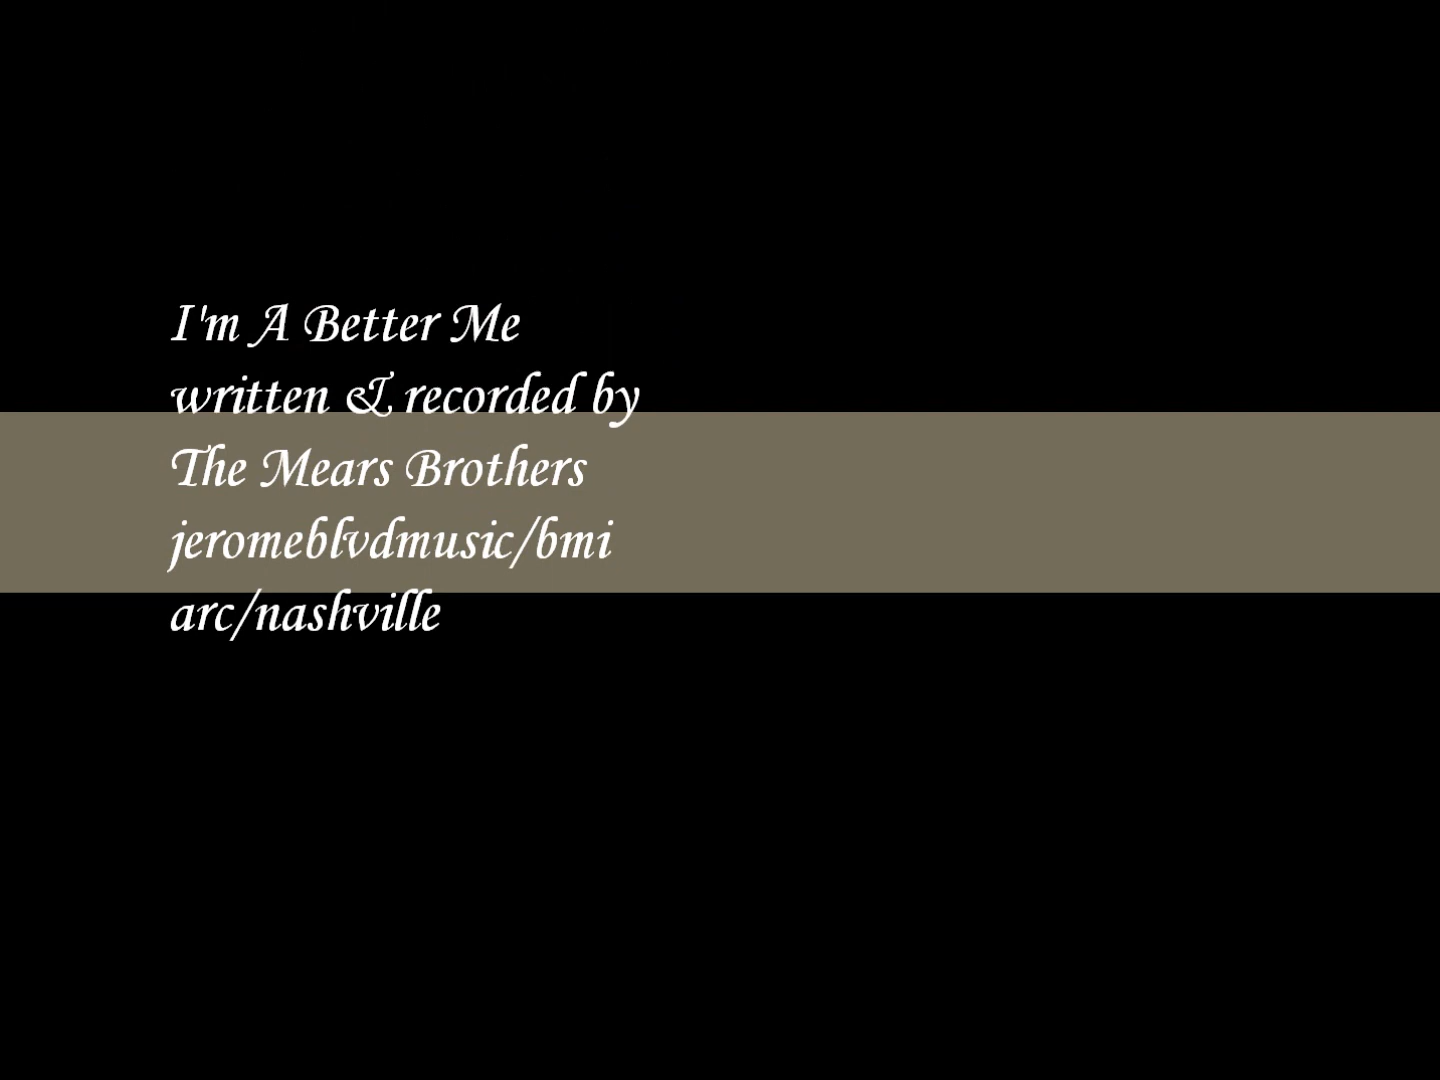 I'm A Better Me
written & recorded by
The Mears Brothers
jeromeblvdmusic/bmi
arc/nashville